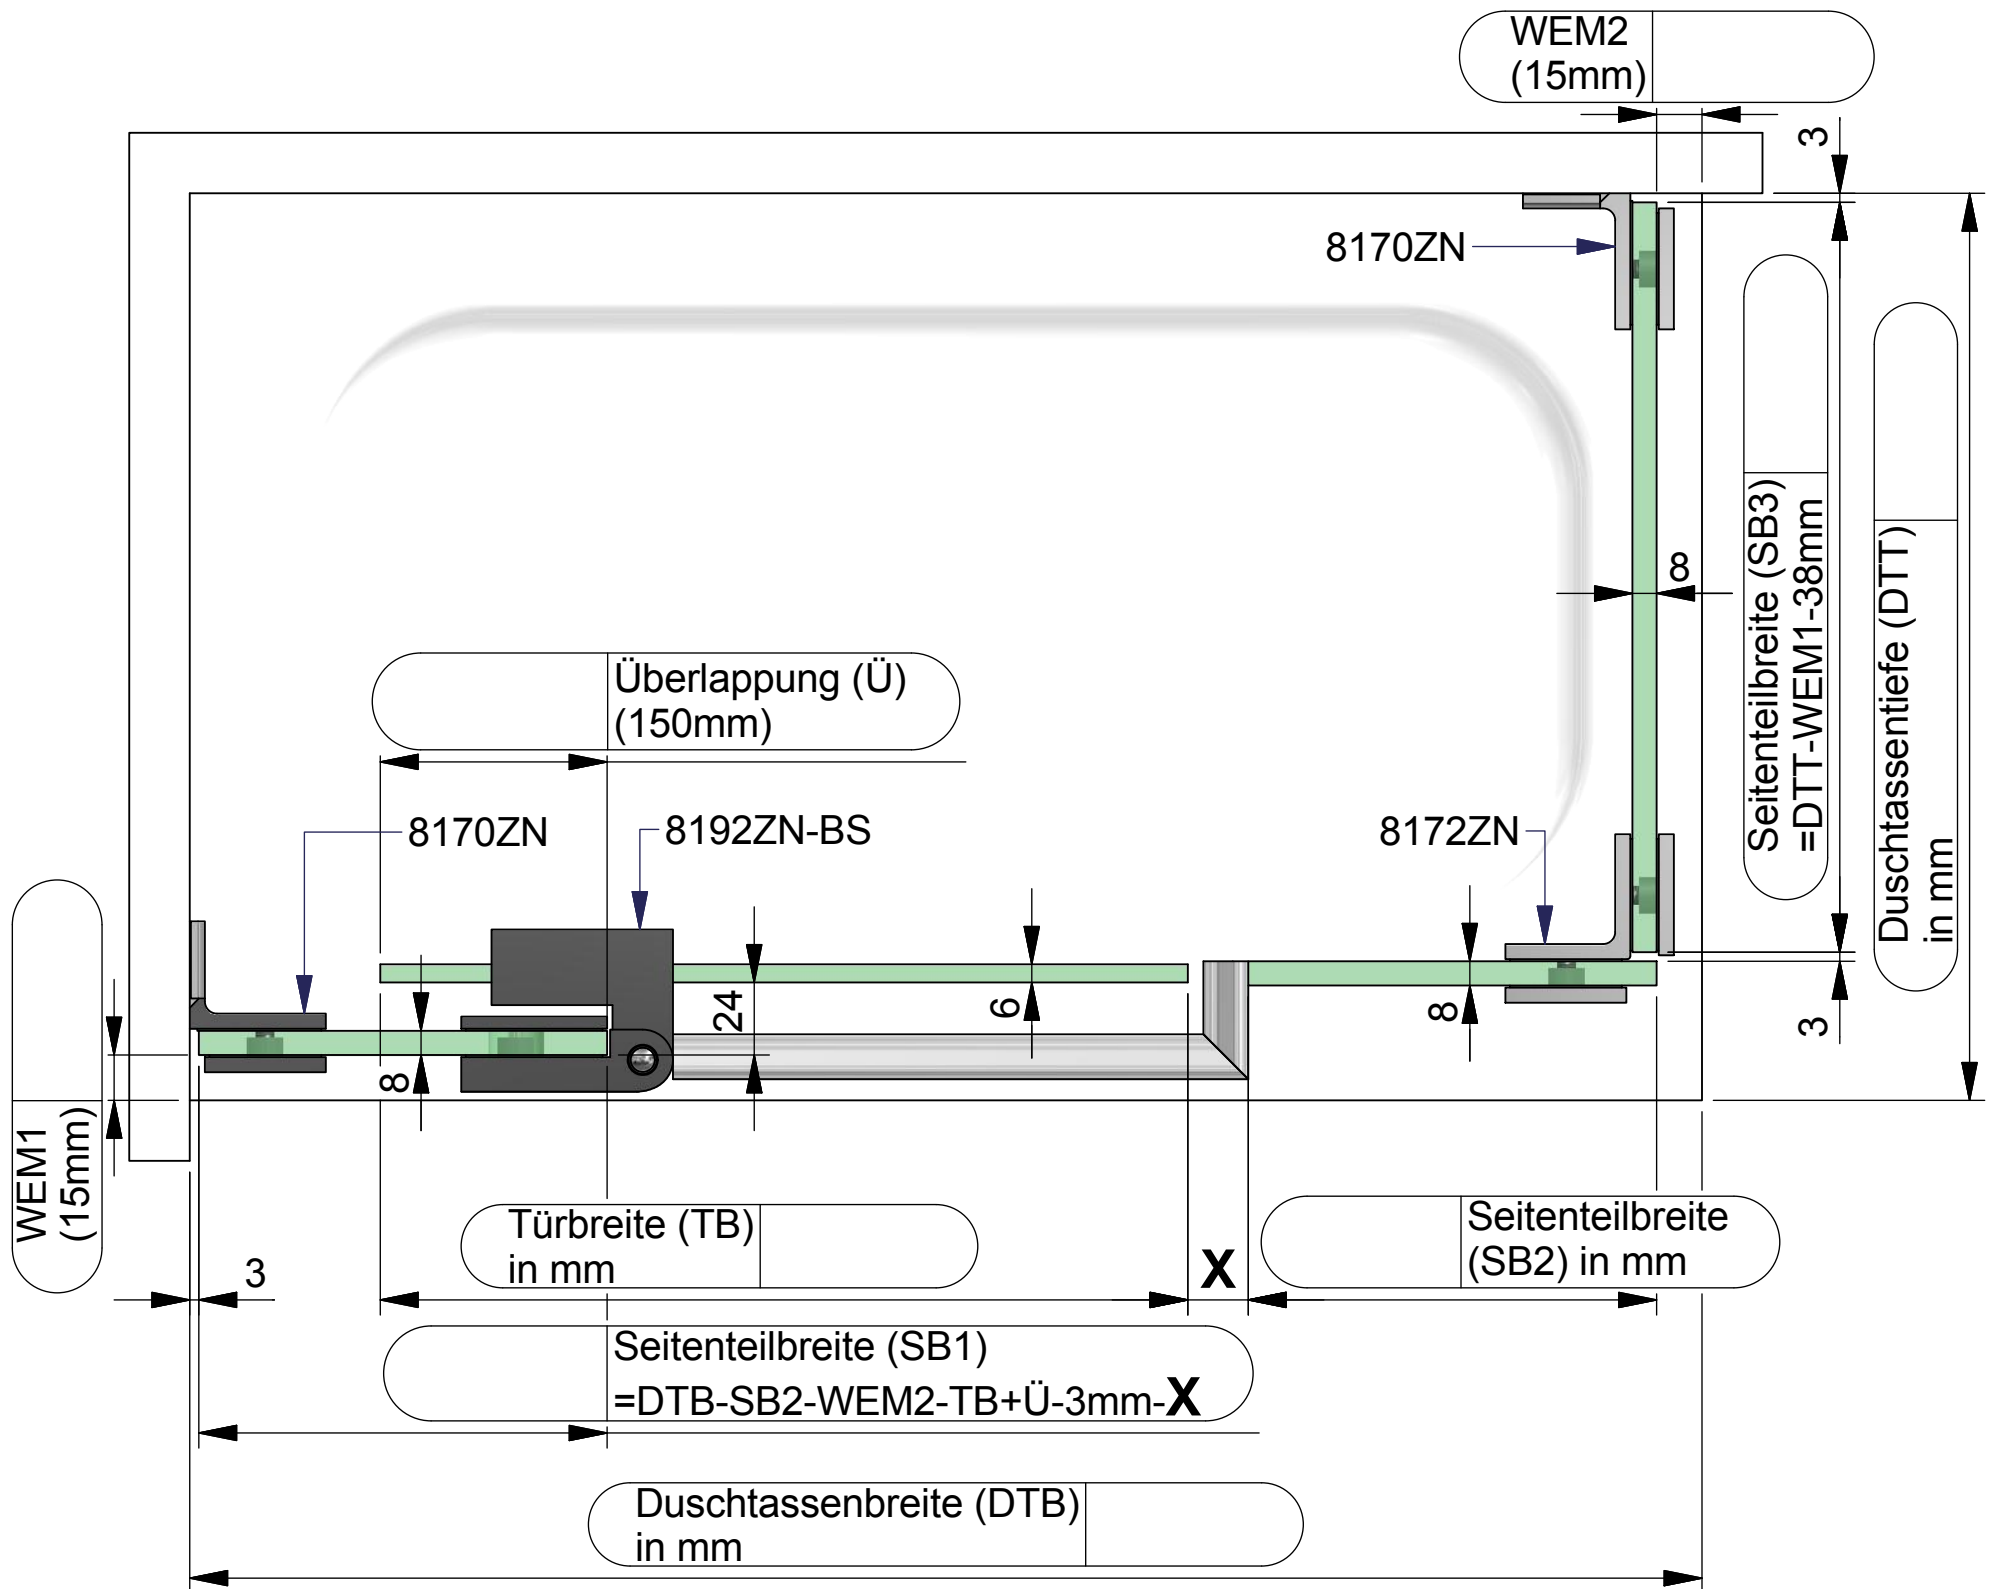 WEM2
(15mm)
3
8170ZN
Seitenteilbreite (SB3)
=DTT-WEM1-38mm
Duschtassentiefe (DTT)
in mm
8
Überlappung (Ü)
(150mm)
8170ZN
8192ZN-BS
8172ZN
24
6
8
8
3
WEM1
(15mm)
3
Türbreite (TB)
in mm
X
Seitenteilbreite
(SB2) in mm
Seitenteilbreite (SB1)
=DTB-SB2-WEM2-TB+Ü-3mm-X
Duschtassenbreite (DTB)
in mm